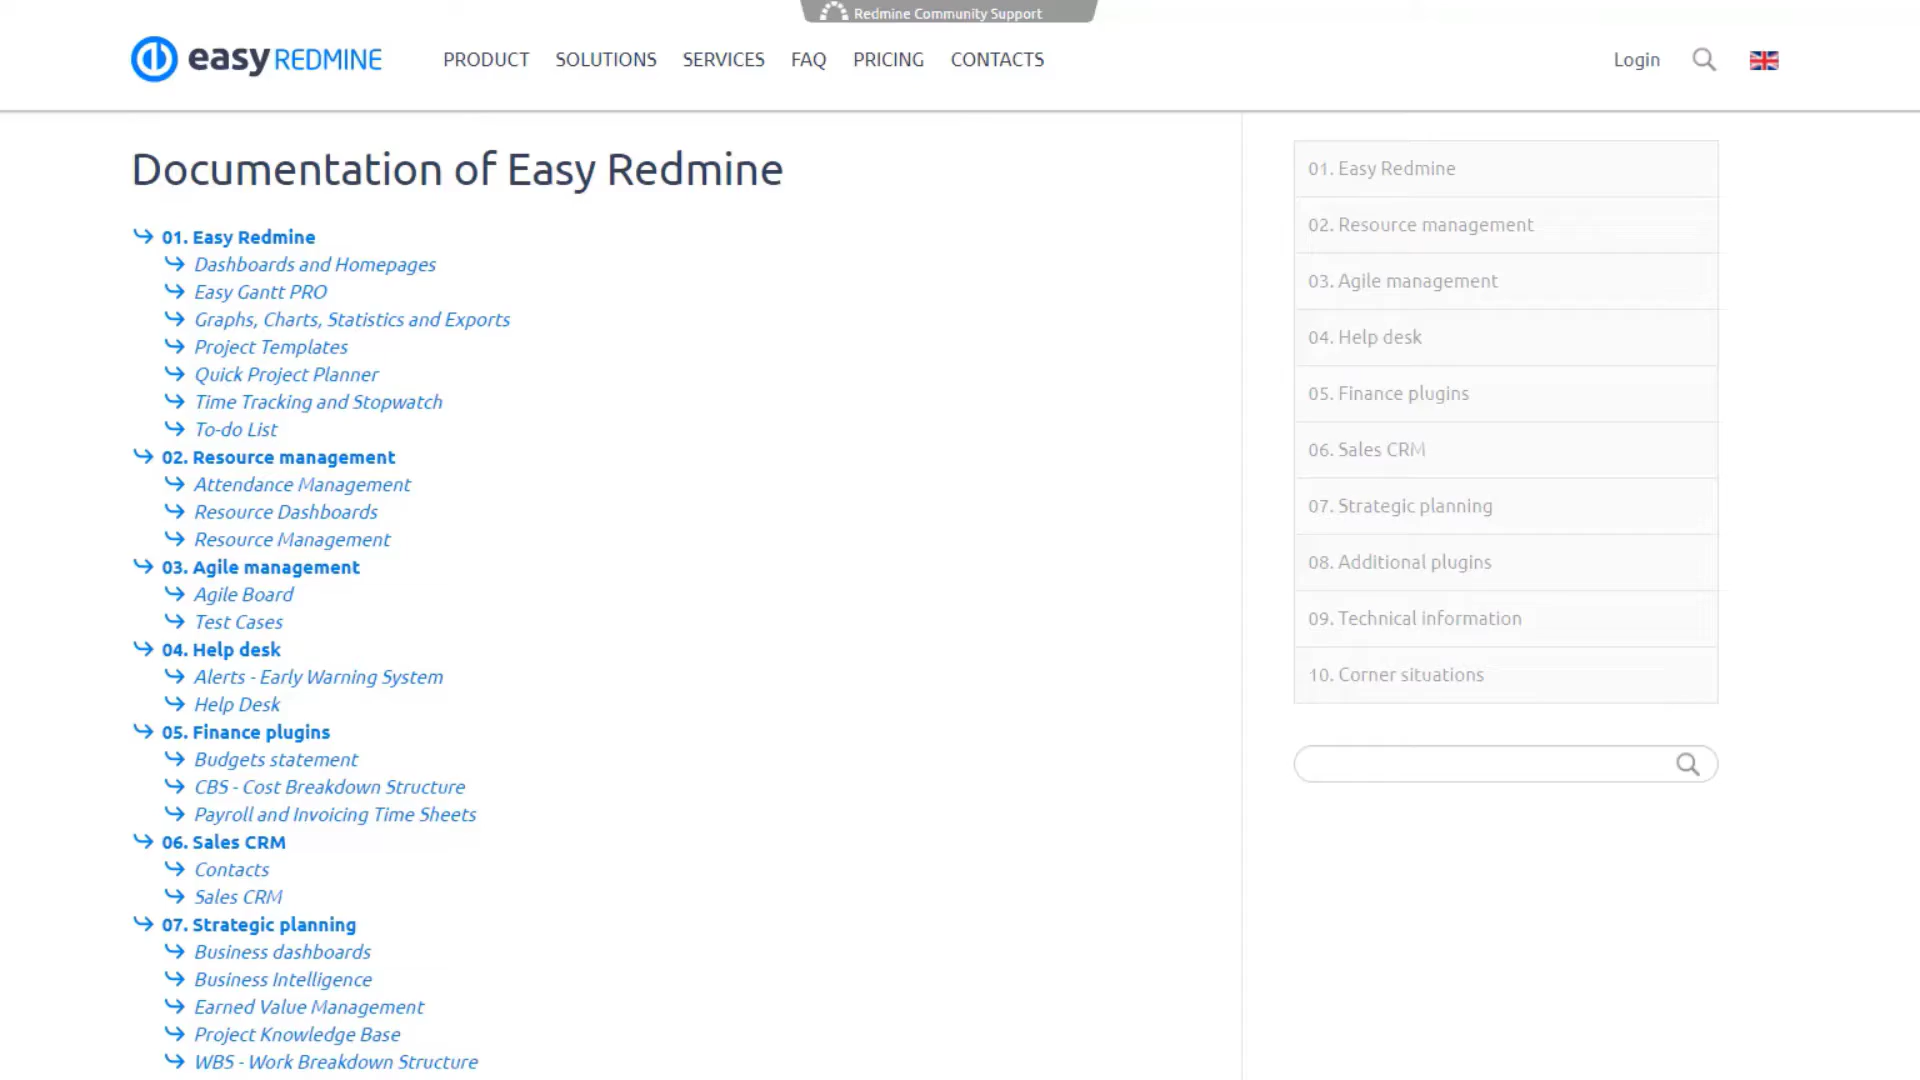 Redmine Community Support
easy REDMINE
PRODUCT SOLUTIONS SERVICES FAQ PRICING CONTACTS
Login
Documentation of Easy Redmine
01. Easy Redmine
Dashboards and Homepages
Easy Gantt PRO
Graphs, Charts, Statistics and Exports
Project Templates
Quick Project Planner
Time Tracking and Stopwatch
To-do List
02. Resource management
Attendance Management
Resource Dashboards
Resource Management
03. Agile management
Agile Board
Test Cases
04. Help desk
Alerts - Early Warning System
Help Desk
05. Finance plugins
Budgets statement
CBS - Cost Breakdown Structure
Payroll and Invoicing Time Sheets
06. Sales CRM
Contacts
Sales CRM
07. Strategic planning
Business dashboards
Business Intelligence
Earned Value Management
Project Knowledge Base
WBS - Work Breakdown Structure
01. Easy Redmine
02. Resource management
03. Agile management
04. Help desk
05. Finance plugins
06. Sales CRM
07. Strategic planning
08. Additional plugins
09. Technical information
10. Corner situations